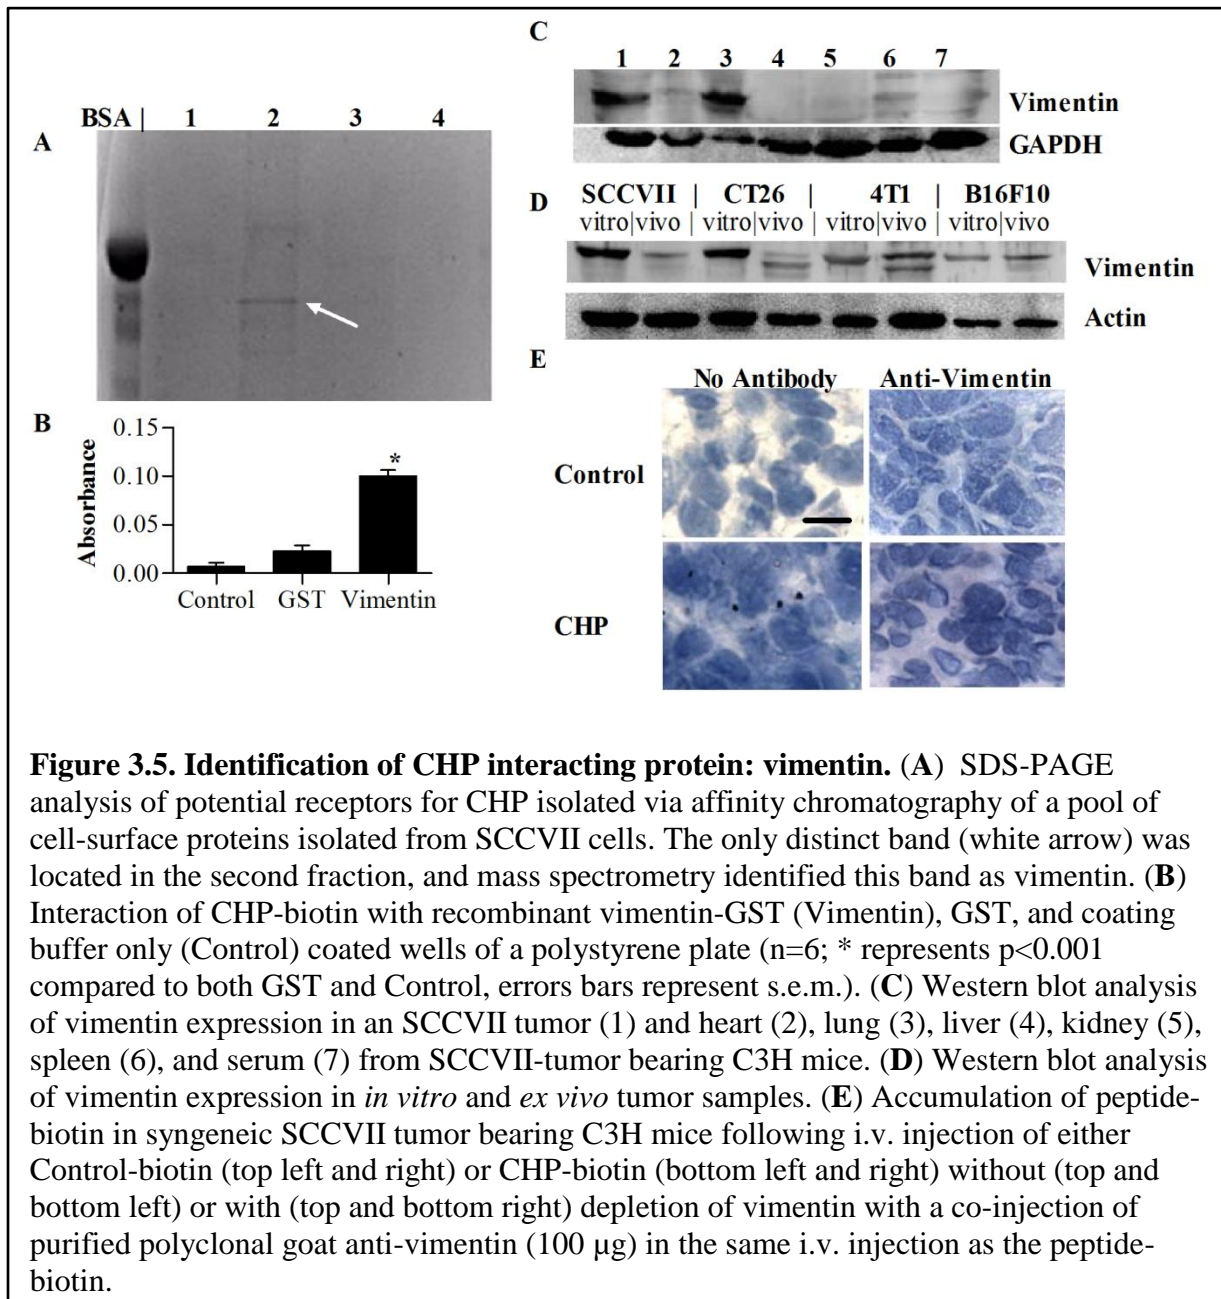 C
1 2 3 4 5 6 7
Vimentin
GAPDH
BSA | 1 2 3 4
A
D
SCCVII | CT26 | 4T1 | B16F10
vitro|vivo | vitro|vivo | vitro|vivo | vitro|vivo
Vimentin
Actin
E
No Antibody Anti-Vimentin
Control
CHP
B
Absorbance
0.15
0.10
0.05
0.00
*
Control GST Vimentin
Figure 3.5. Identification of CHP interacting protein: vimentin. (A) SDS-PAGE
analysis of potential receptors for CHP isolated via affinity chromatography of a pool of
cell-surface proteins isolated from SCCVII cells. The only distinct band (white arrow) was
located in the second fraction, and mass spectrometry identified this band as vimentin. (B)
Interaction of CHP-biotin with recombinant vimentin-GST (Vimentin), GST, and coating
buffer only (Control) coated wells of a polystyrene plate (n=6; * represents p<0.001
compared to both GST and Control, errors bars represent s.e.m.). (C) Western blot analysis
of vimentin expression in an SCCVII tumor (1) and heart (2), lung (3), liver (4), kidney (5),
spleen (6), and serum (7) from SCCVII-tumor bearing C3H mice. (D) Western blot analysis
of vimentin expression in in vitro and ex vivo tumor samples. (E) Accumulation of peptide-
biotin in syngeneic SCCVII tumor bearing C3H mice following i.v. injection of either
Control-biotin (top left and right) or CHP-biotin (bottom left and right) without (top and
bottom left) or with (top and bottom right) depletion of vimentin with a co-injection of
purified polyclonal goat anti-vimentin (100 µg) in the same i.v. injection as the peptide-
biotin.